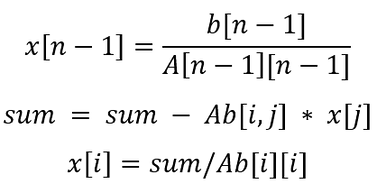 x[n − 1] = b[n − 1] / A[n − 1][n − 1]
sum = sum − Ab[i, j] * x[j]
x[i] = sum/Ab[i][i]